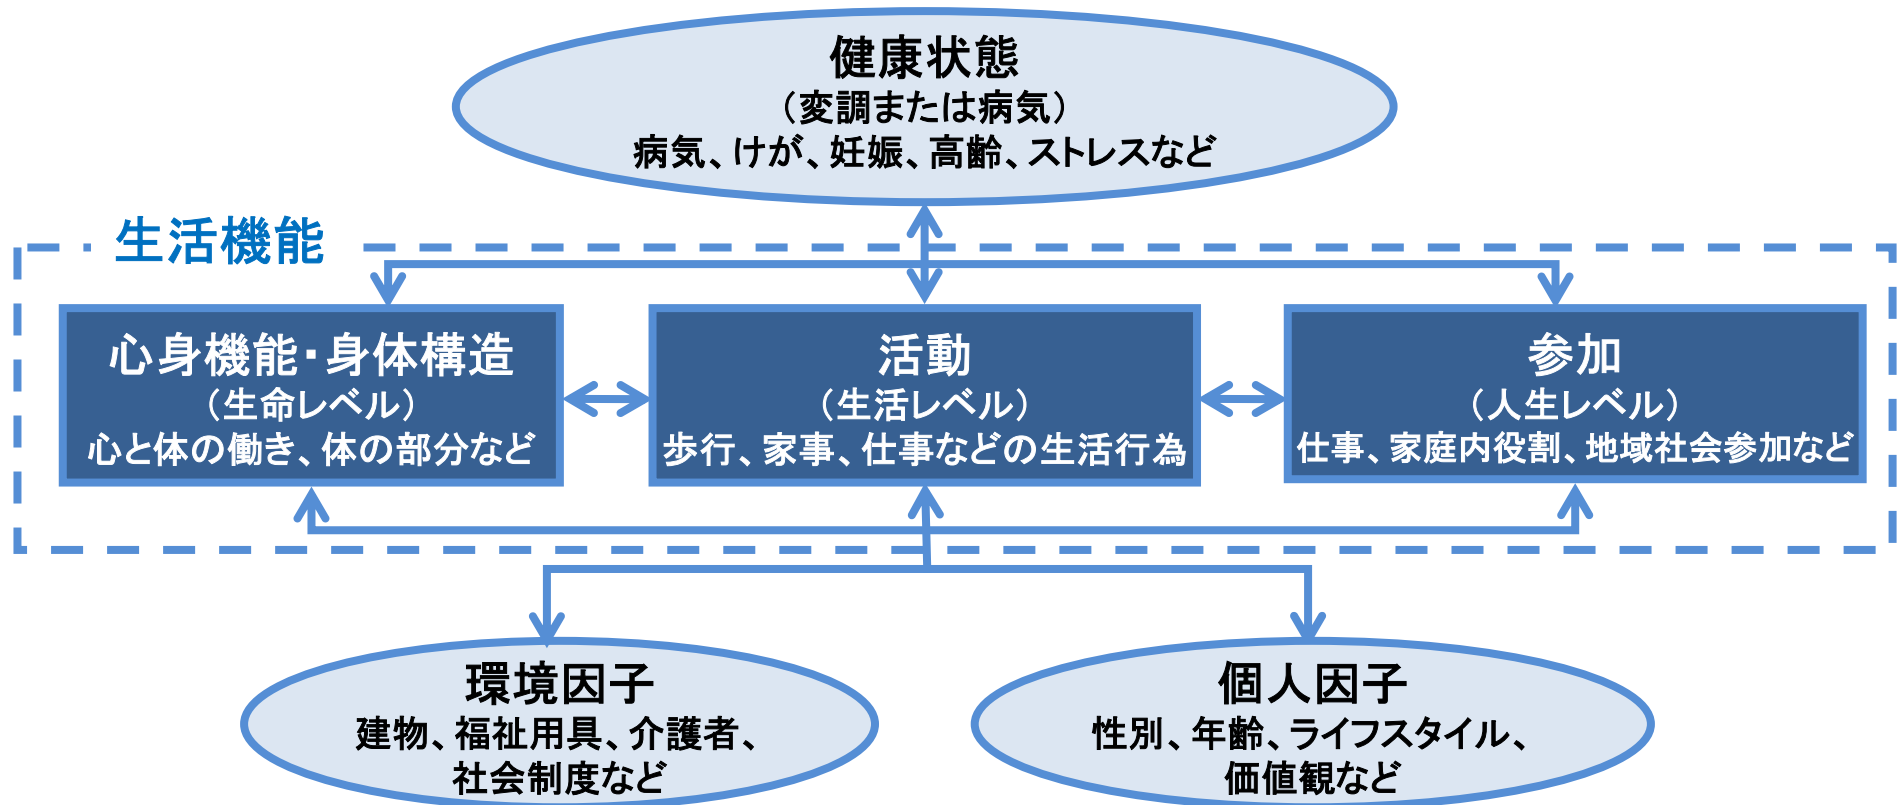 健康状態
（変調または病気）
病気、けが、妊娠、高齢、ストレスなど
生活機能
心身機能・身体構造
（生命レベル）
心と体の働き、体の部分など
活動
（生活レベル）
歩行、家事、仕事などの生活行為
参加
（人生レベル）
仕事、家庭内役割、地域社会参加など
環境因子
建物、福祉用具、介護者、
社会制度など
個人因子
性別、年齢、ライフスタイル、
価値観など